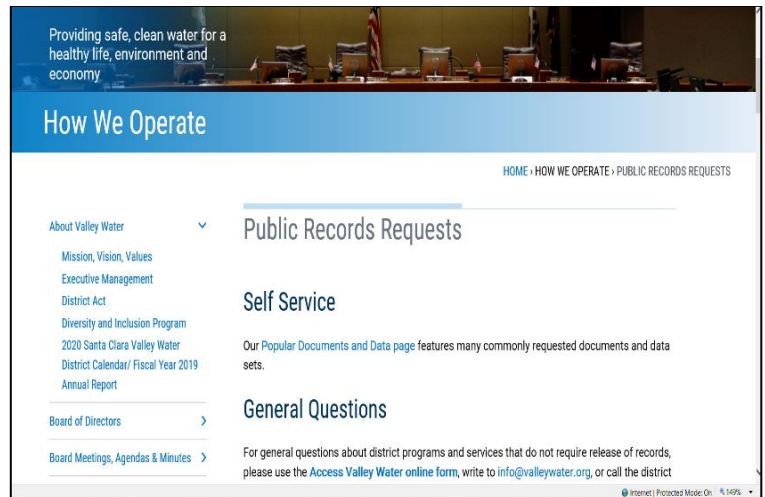 Providing safe, clean water for a
healthy life, environment and
economy
How We Operate
HOME › HOW WE OPERATE › PUBLIC RECORDS REQUESTS
About Valley Water
Mission, Vision, Values
Executive Management
District Act
Diversity and Inclusion Program
2020 Santa Clara Valley Water
District Calendar/ Fiscal Year 2019
Annual Report
Board of Directors
Board Meetings, Agendas & Minutes
Public Records Requests
Self Service
Our Popular Documents and Data page features many commonly requested documents and data
sets.
General Questions
For general questions about district programs and services that do not require release of records,
please use the Access Valley Water online form, write to info@valleywater.org, or call the district
Internet | Protected Mode: On 149%